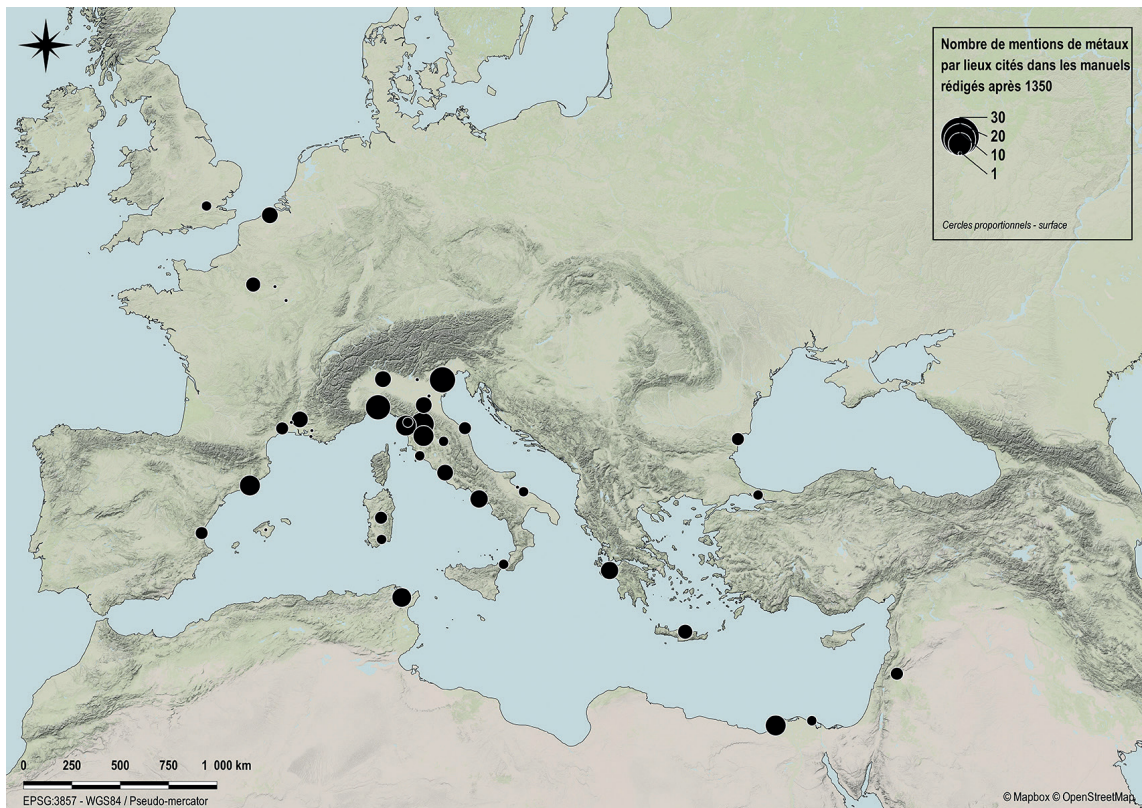 Nombre de mentions de métaux
par lieux cités dans les manuels
rédigés après 1350
30
20
10
1
Cercles proportionnels - surface
0 250 500 750 1 000 km
EPSG:3857 - WGS84 / Pseudo-mercator
© Mapbox © OpenStreetMap